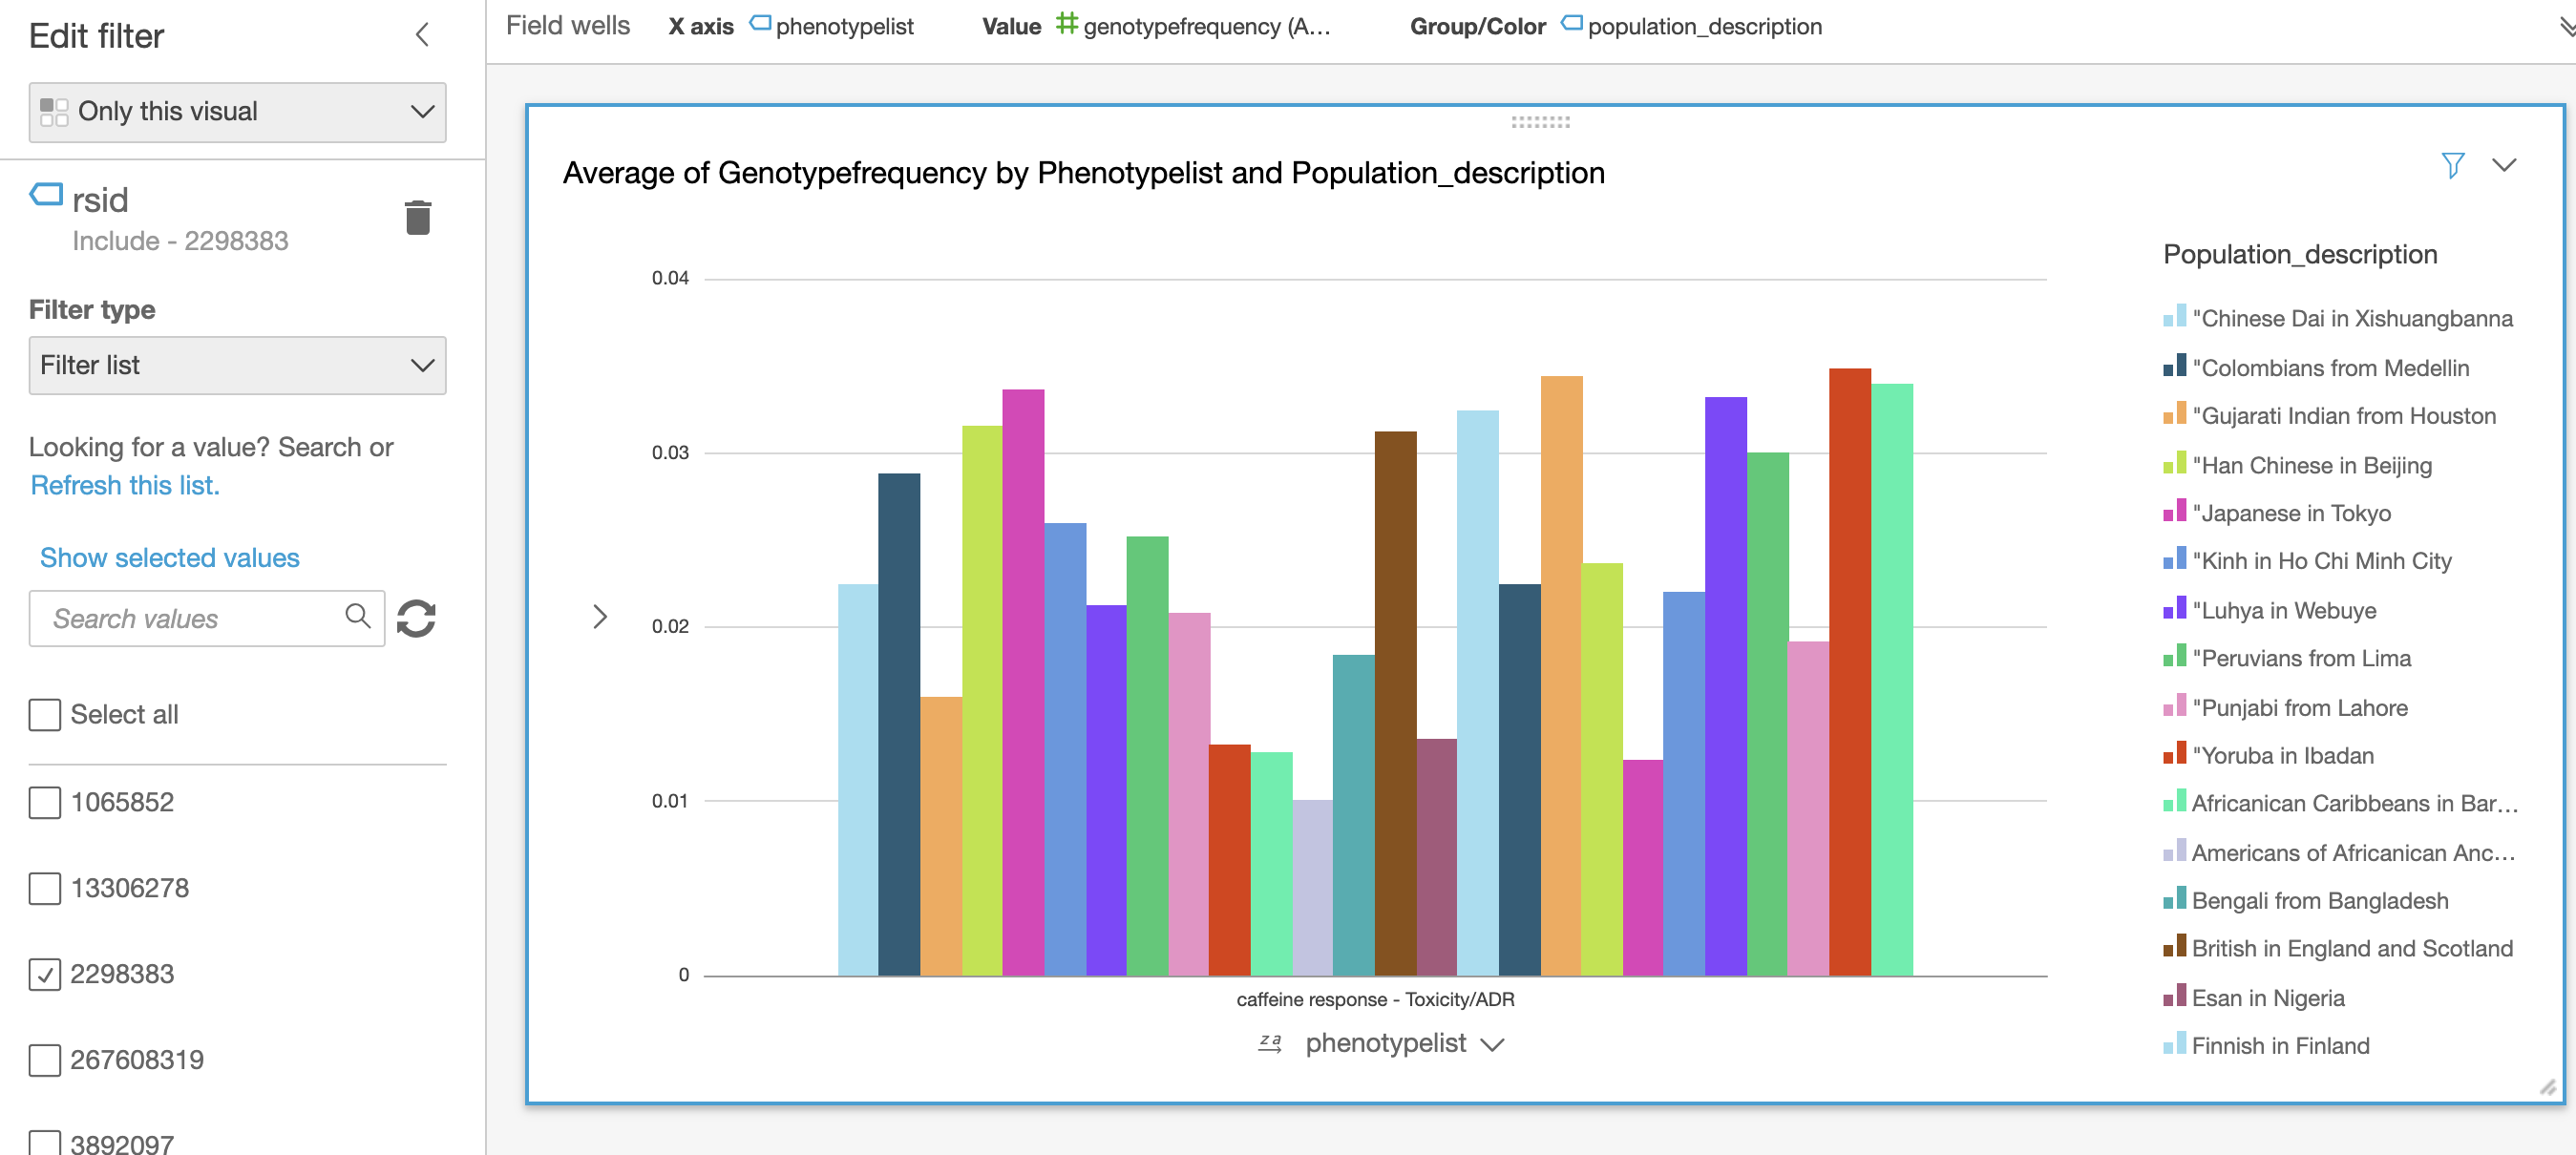 Edit filter
Only this visual
rsid
Include - 2298383
Filter type
Filter list
Looking for a value? Search or
Refresh this list.
Show selected values
Search values
Select all
1065852
13306278
2298383
267608319
3892097
Field wells X axis phenotypelist Value genotypefrequency (A... Group/Color population_description
Average of Genotypefrequency by Phenotypelist and Population_description
0.04
0.03
0.02
0.01
0
caffeine response - Toxicity/ADR
z a phenotypelist
Population_description
"Chinese Dai in Xishuangbanna
"Colombians from Medellin
"Gujarati Indian from Houston
"Han Chinese in Beijing
"Japanese in Tokyo
"Kinh in Ho Chi Minh City
"Luhya in Webuye
"Peruvians from Lima
"Punjabi from Lahore
"Yoruba in Ibadan
Africanican Caribbeans in Bar...
Americans of Africanican Anc...
Bengali from Bangladesh
British in England and Scotland
Esan in Nigeria
Finnish in Finland